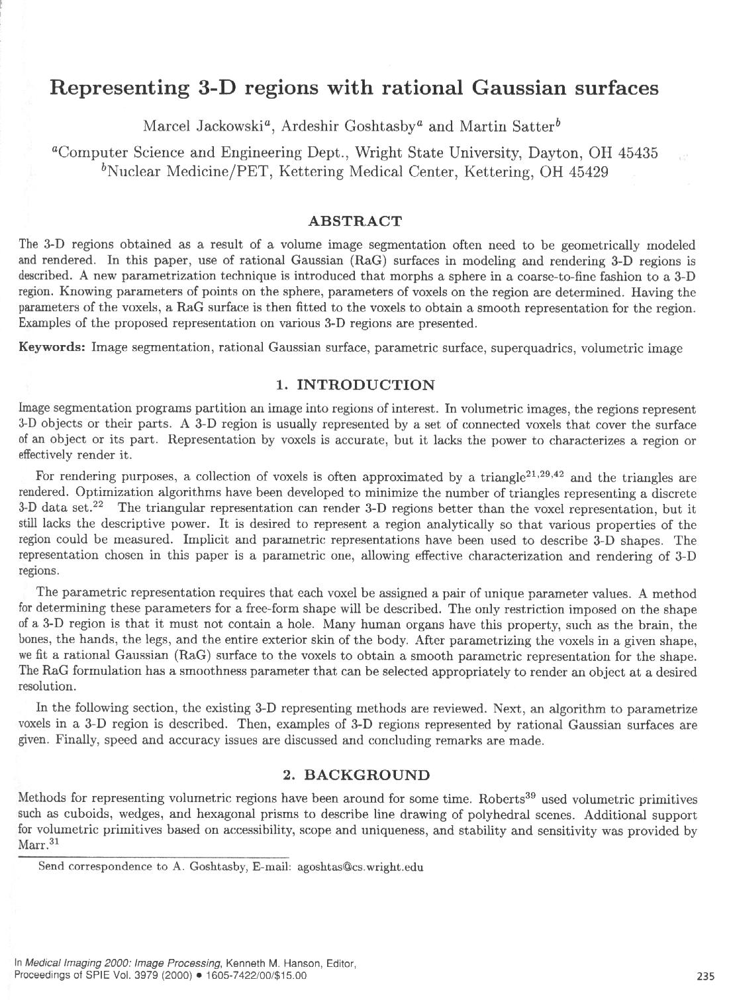 Representing 3-D regions with rational Gaussian surfaces
Marcel Jackowskiᵃ, Ardeshir Goshtasbyᵃ and Martin Satterᵇ
ᵃComputer Science and Engineering Dept., Wright State University, Dayton, OH 45435
ᵇNuclear Medicine/PET, Kettering Medical Center, Kettering, OH 45429
ABSTRACT
The 3-D regions obtained as a result of a volume image segmentation often need to be geometrically modeled
and rendered. In this paper, use of rational Gaussian (RaG) surfaces in modeling and rendering 3-D regions is
described. A new parametrization technique is introduced that morphs a sphere in a coarse-to-fine fashion to a 3-D
region. Knowing parameters of points on the sphere, parameters of voxels on the region are determined. Having the
parameters of the voxels, a RaG surface is then fitted to the voxels to obtain a smooth representation for the region.
Examples of the proposed representation on various 3-D regions are presented.
Keywords: Image segmentation, rational Gaussian surface, parametric surface, superquadrics, volumetric image
1. INTRODUCTION
Image segmentation programs partition an image into regions of interest. In volumetric images, the regions represent
3-D objects or their parts. A 3-D region is usually represented by a set of connected voxels that cover the surface
of an object or its part. Representation by voxels is accurate, but it lacks the power to characterizes a region or
effectively render it.
For rendering purposes, a collection of voxels is often approximated by a triangle²¹,²⁹,⁴² and the triangles are
rendered. Optimization algorithms have been developed to minimize the number of triangles representing a discrete
3-D data set.²² The triangular representation can render 3-D regions better than the voxel representation, but it
still lacks the descriptive power. It is desired to represent a region analytically so that various properties of the
region could be measured. Implicit and parametric representations have been used to describe 3-D shapes. The
representation chosen in this paper is a parametric one, allowing effective characterization and rendering of 3-D
regions.
The parametric representation requires that each voxel be assigned a pair of unique parameter values. A method
for determining these parameters for a free-form shape will be described. The only restriction imposed on the shape
of a 3-D region is that it must not contain a hole. Many human organs have this property, such as the brain, the
bones, the hands, the legs, and the entire exterior skin of the body. After parametrizing the voxels in a given shape,
we fit a rational Gaussian (RaG) surface to the voxels to obtain a smooth parametric representation for the shape.
The RaG formulation has a smoothness parameter that can be selected appropriately to render an object at a desired
resolution.
In the following section, the existing 3-D representing methods are reviewed. Next, an algorithm to parametrize
voxels in a 3-D region is described. Then, examples of 3-D regions represented by rational Gaussian surfaces are
given. Finally, speed and accuracy issues are discussed and concluding remarks are made.
2. BACKGROUND
Methods for representing volumetric regions have been around for some time. Roberts³⁹ used volumetric primitives
such as cuboids, wedges, and hexagonal prisms to describe line drawing of polyhedral scenes. Additional support
for volumetric primitives based on accessibility, scope and uniqueness, and stability and sensitivity was provided by
Marr.³¹
Send correspondence to A. Goshtasby, E-mail: agoshtas@cs.wright.edu
In Medical Imaging 2000: Image Processing, Kenneth M. Hanson, Editor,
Proceedings of SPIE Vol. 3979 (2000) • 1605-7422/00/$15.00
235